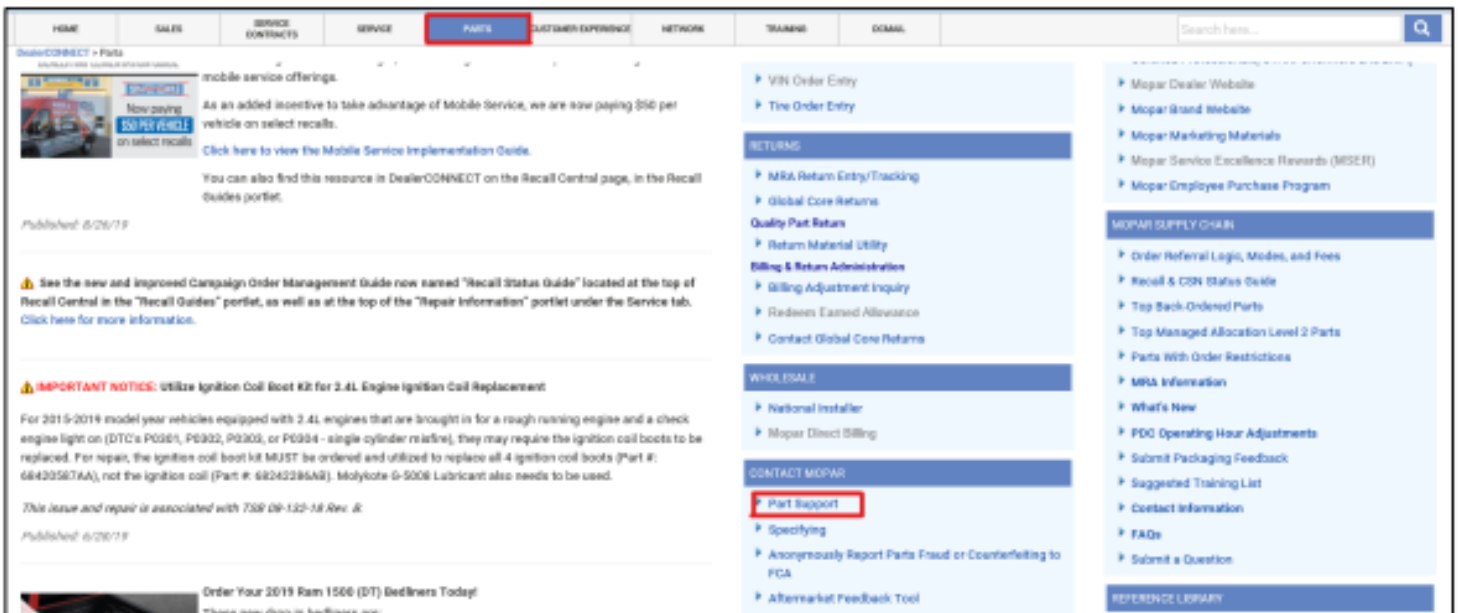 HOME
SALES
SERVICE
CONTRACTS
SERVICE
PARTS
CUSTOMER EXPERIENCE
NETWORK
TRAINING
DCMAIL
Search here...
DealerCONNECT > Parts
mobile service offerings.
Now paying
$50 PER VEHICLE
on select recalls
As an added incentive to take advantage of Mobile Service, we are now paying $50 per
vehicle on select recalls.
Click here to view the Mobile Service Implementation Guide.
You can also find this resource in DealerCONNECT on the Recall Central page, in the Recall
Guides portlet.
Published: 8/26/19
See the new and improved Campaign Order Management Guide now named "Recall Status Guide" located at the top of
Recall Central in the "Recall Guides" portlet, as well as at the top of the "Repair Information" portlet under the Service tab.
Click here for more information.
IMPORTANT NOTICE: Utilize Ignition Coil Boot Kit for 2.4L Engine Ignition Coil Replacement
For 2015-2019 model year vehicles equipped with 2.4L engines that are brought in for a rough running engine and a check
engine light on (DTC's P0301, P0302, P0303, or P0304 - single cylinder misfire), they may require the ignition coil boots to be
replaced. For repair, the ignition coil boot kit MUST be ordered and utilized to replace all 4 ignition coil boots (Part #:
68420587AA), not the ignition coil (Part #: 68242286AB). Molykote G-5008 Lubricant also needs to be used.
This issue and repair is associated with TSB 08-132-18 Rev. B.
Published: 6/20/19
Order Your 2019 Ram 1500 (DT) Bedliners Today!
These new drop in bedliners are:
VIN Order Entry
Tire Order Entry
RETURNS
MRA Return Entry/Tracking
Global Core Returns
Quality Part Return
Return Material Utility
Billing & Return Administration
Billing Adjustment Inquiry
Redeem Earned Allowance
Contact Global Core Returns
WHOLESALE
National Installer
Mopar Direct Billing
CONTACT MOPAR
Part Support
Specifying
Anonymously Report Parts Fraud or Counterfeiting to
FCA
Aftermarket Feedback Tool
Mopar Dealer Website
Mopar Brand Website
Mopar Marketing Materials
Mopar Service Excellence Rewards (MSER)
Mopar Employee Purchase Program
MOPAR SUPPLY CHAIN
Order Referral Logic, Modes, and Fees
Recall & CSN Status Guide
Top Back-Ordered Parts
Top Managed Allocation Level 2 Parts
Parts With Order Restrictions
MRA Information
What's New
PDC Operating Hour Adjustments
Submit Packaging Feedback
Suggested Training List
Contact Information
FAQs
Submit a Question
REFERENCE LIBRARY